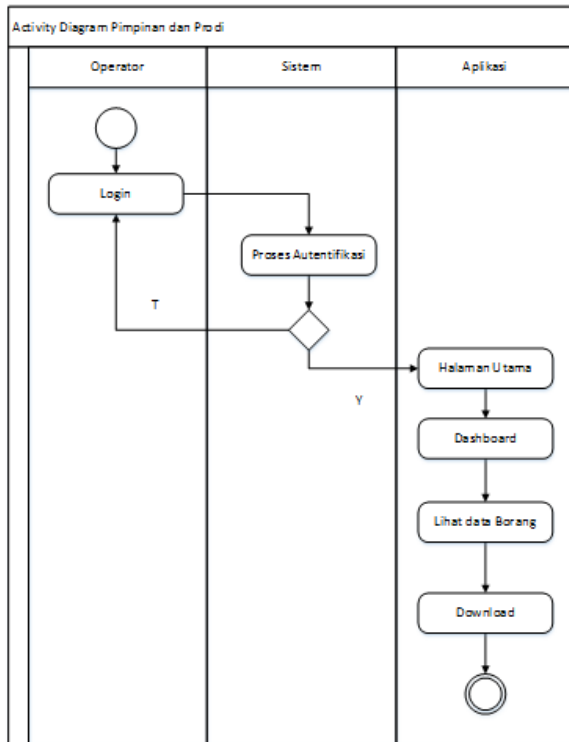 Activity Diagram Pimpinan dan Prodi
Operator
Sistem
Aplikasi
Login
Proses Autentifikasi
T
Y
Halaman Utama
Dashboard
Lihat data Borang
Download